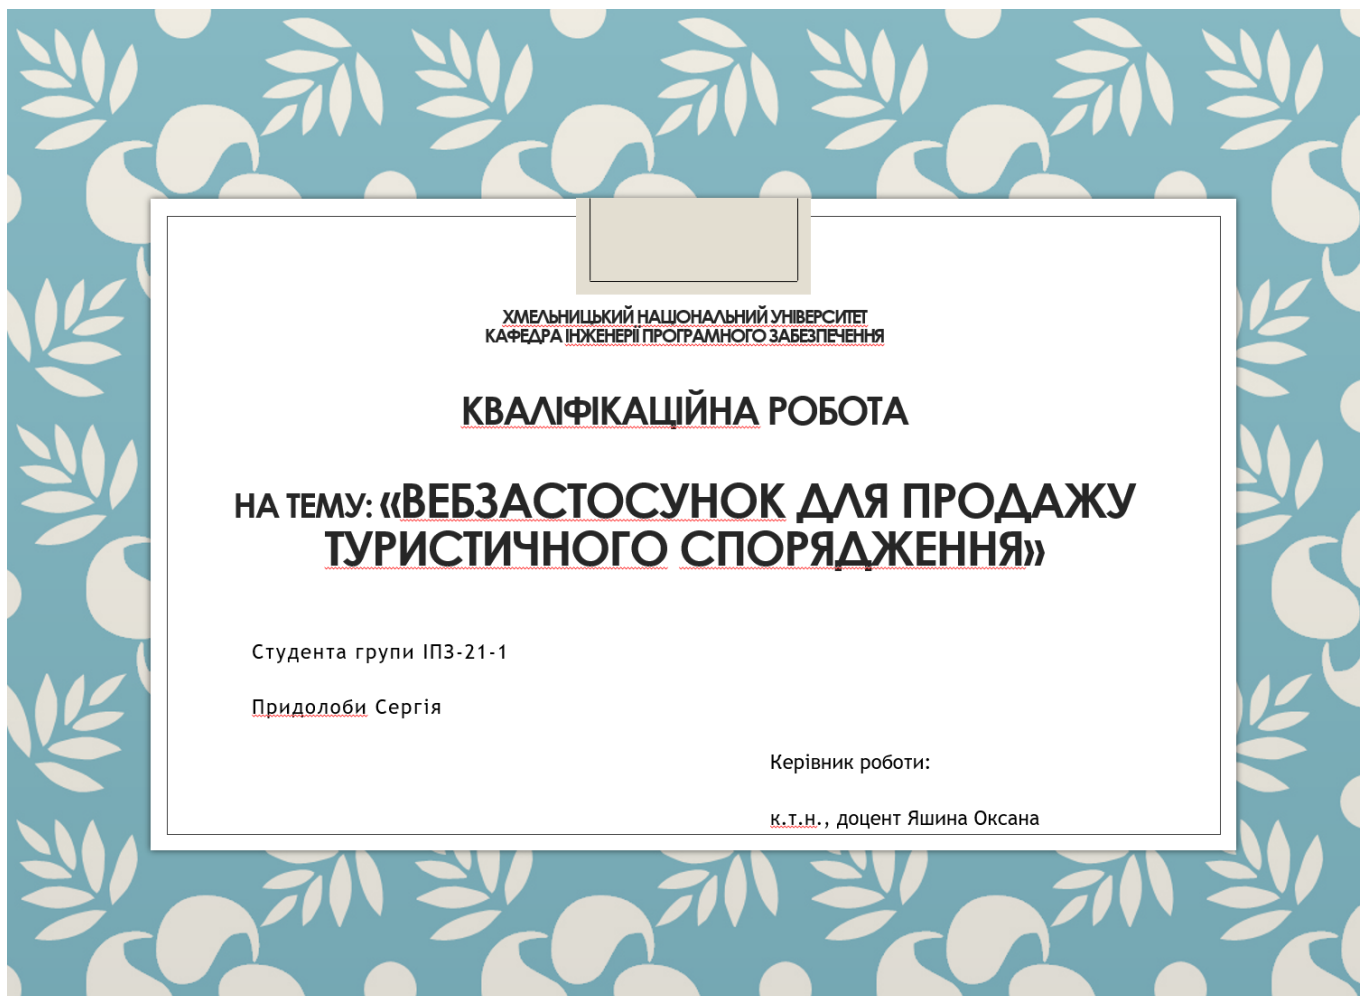 ХМЕЛЬНИЦЬКИЙ НАЦІОНАЛЬНИЙ УНІВЕРСИТЕТ
КАФЕДРА ІНЖЕНЕРІЇ ПРОГРАМНОГО ЗАБЕЗПЕЧЕННЯ
КВАЛІФІКАЦІЙНА РОБОТА
НА ТЕМУ: «ВЕБЗАСТОСУНОК ДЛЯ ПРОДАЖУ
ТУРИСТИЧНОГО СПОРЯДЖЕННЯ»
Студента групи ІПЗ-21-1
Придолоби Сергія
Керівник роботи:
к.т.н., доцент Яшина Оксана